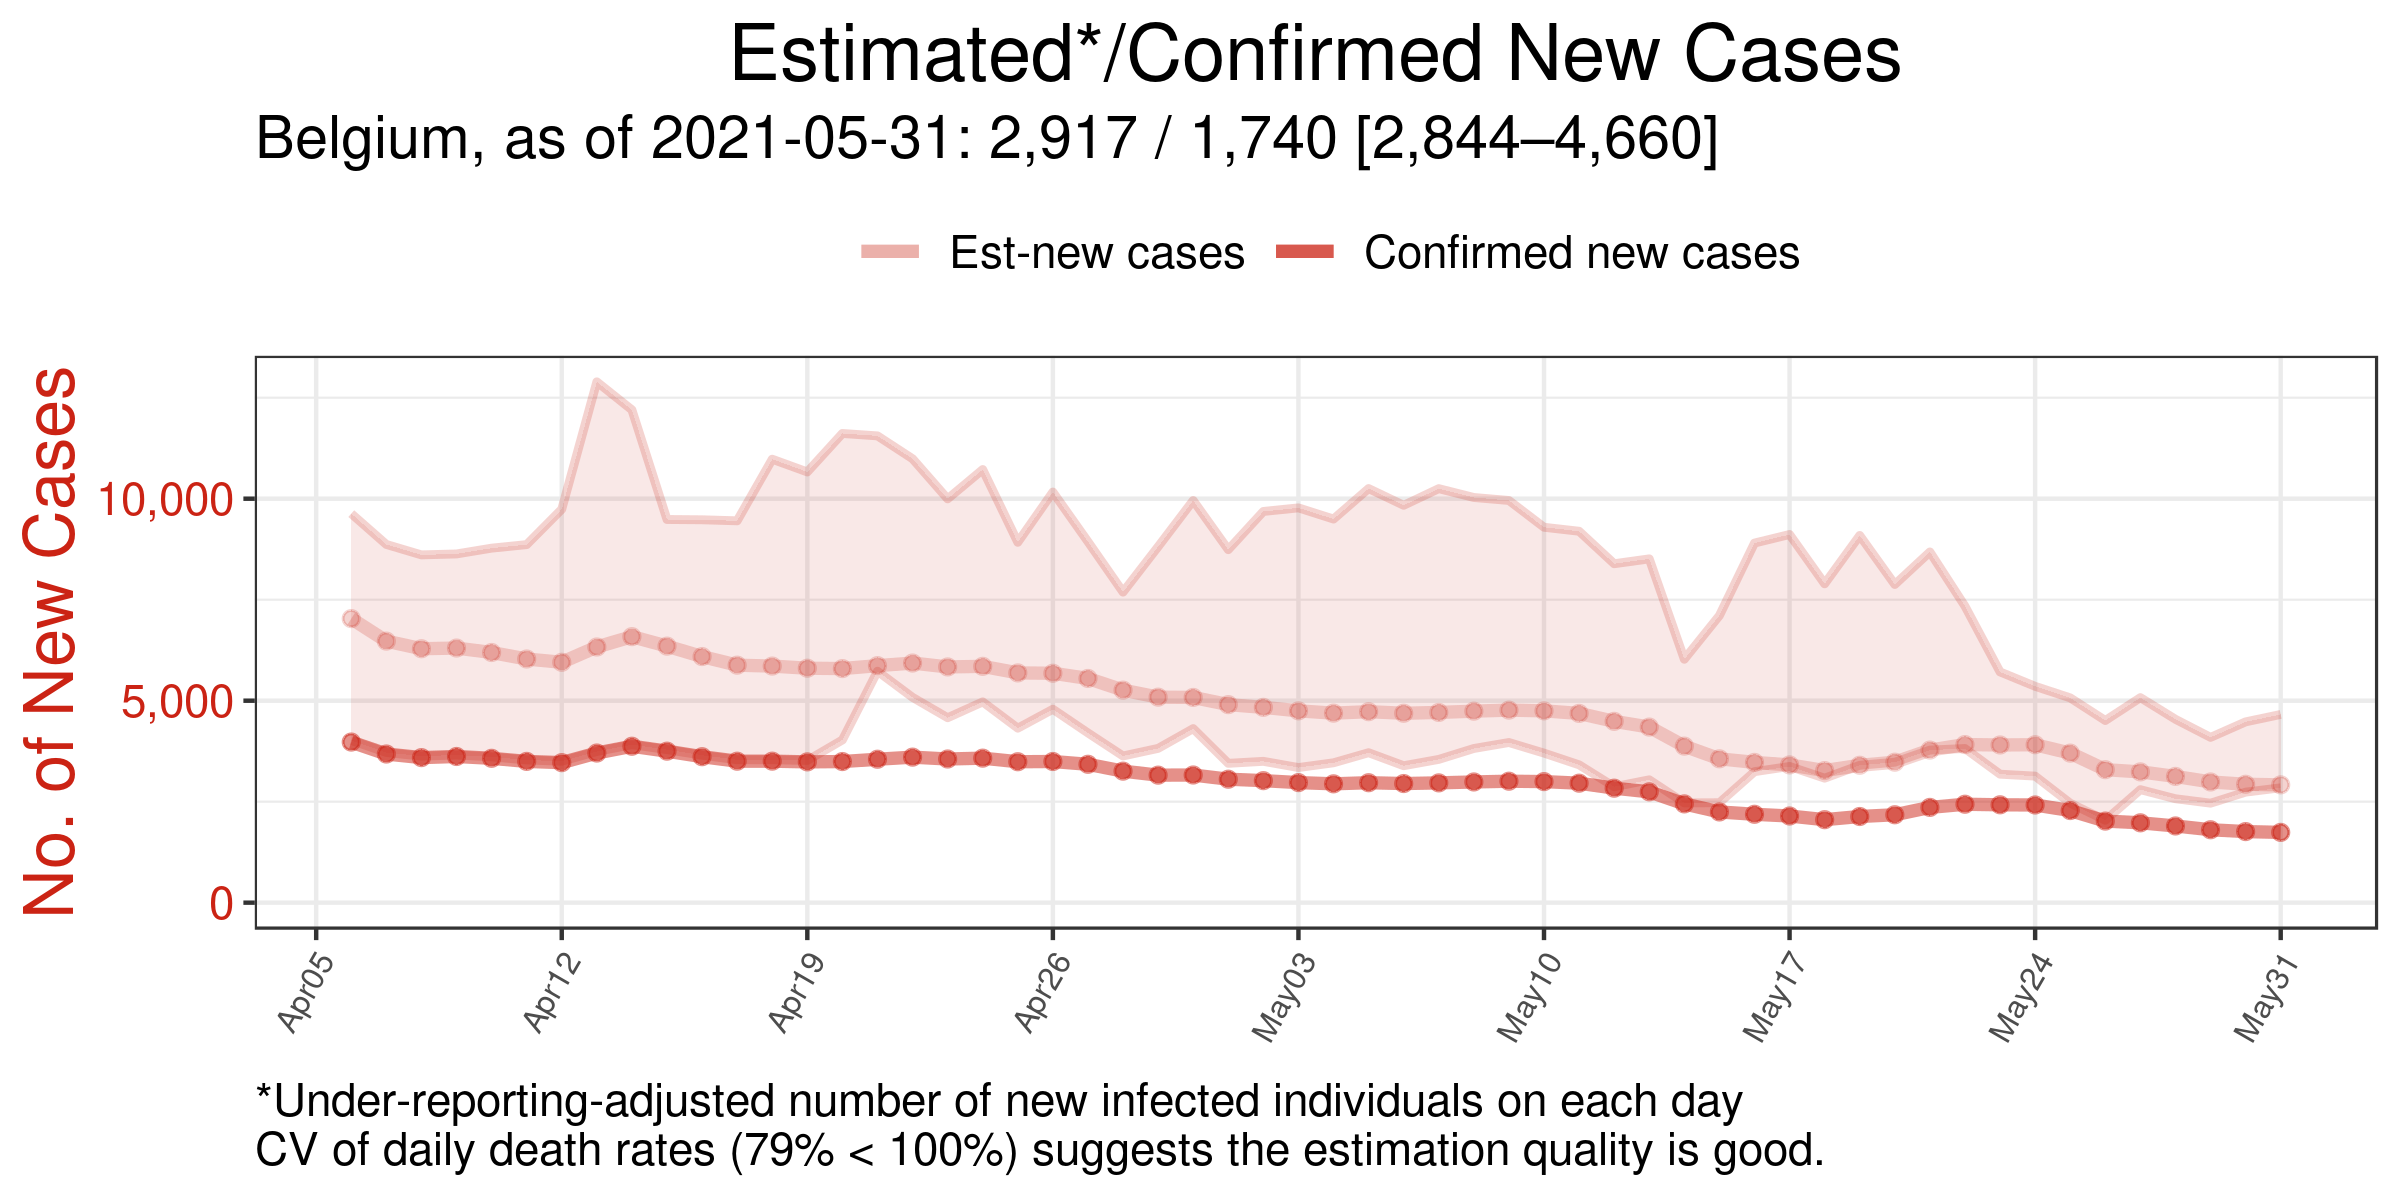 Estimated*/Confirmed New Cases
Belgium, as of 2021-05-31: 2,917 / 1,740 [2,844–4,660]
Est-new cases Confirmed new cases
No. of New Cases
10,000
5,000
0
Apr05 Apr12 Apr19 Apr26 May03 May10 May17 May24 May31
*Under-reporting-adjusted number of new infected individuals on each day
CV of daily death rates (79% < 100%) suggests the estimation quality is good.